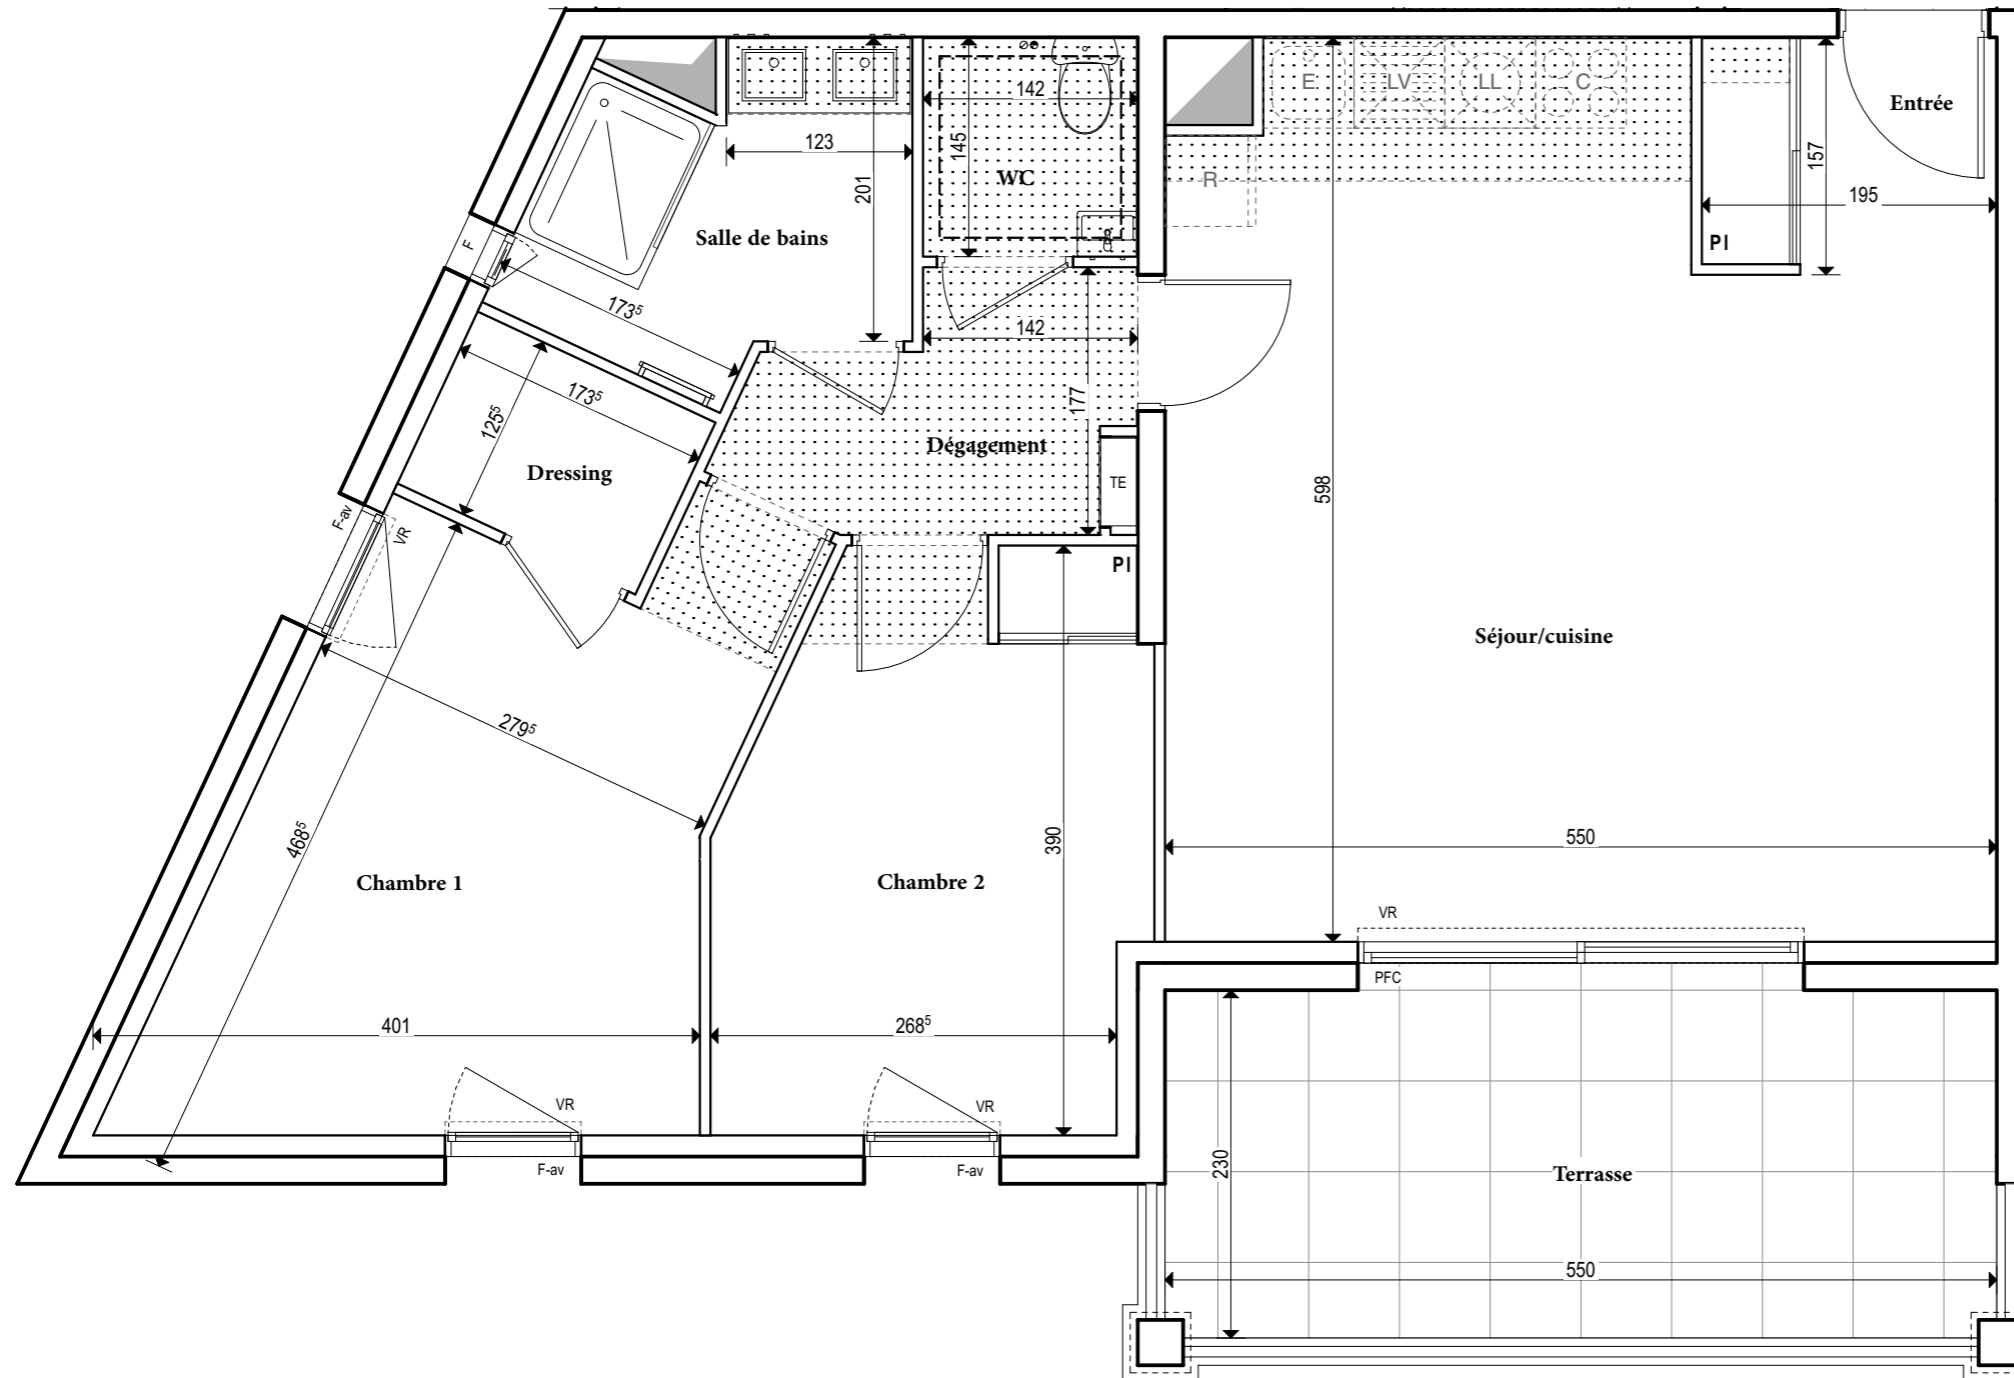 E
LV
LL
C
Entrée
142
123
145
157
WC
R
201
195
Salle de bains
PI
F
173⁵
142
173⁵
177
125⁵
Dégagement
Dressing
TE
598
F-av
VR
PI
Séjour/cuisine
279⁵
468⁵
390
550
Chambre 1
Chambre 2
VR
PFC
401
268⁵
VR
VR
F-av
F-av
230
Terrasse
550